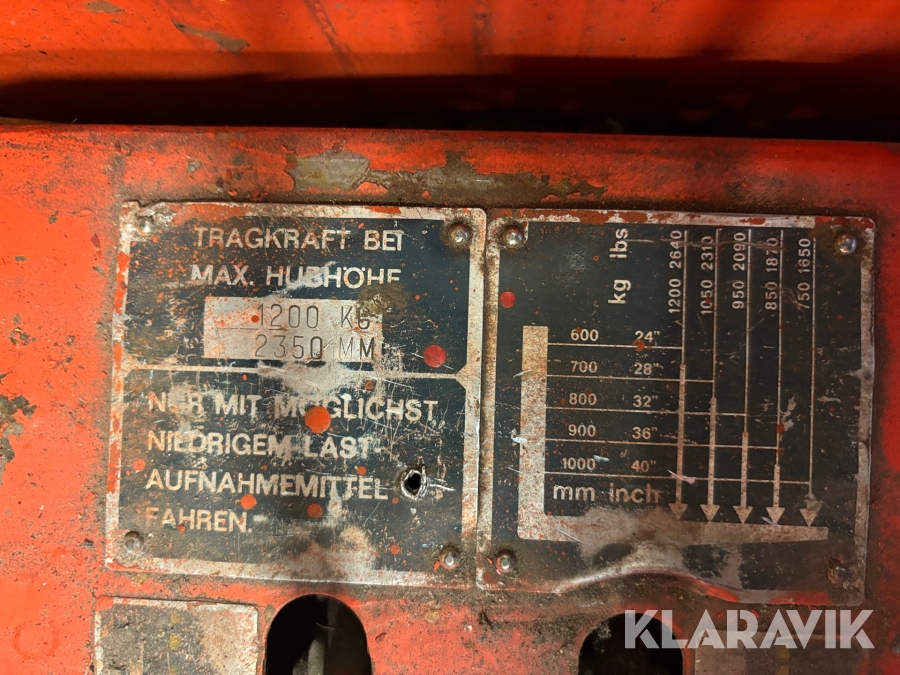 TRAGKRAFT BEI
MAX. HUBHÖHE
1200 KG
2350 MM
NUR MIT MÖGLICHST
NIEDRIGEM LAST-
AUFNAHMEMITTEL
FAHREN.
kg lbs
1200 2640
1050 2310
950 2090
850 1870
750 1650
600 24"
700 28"
800 32"
900 36"
1000 40"
mm inch
KLARAVIK